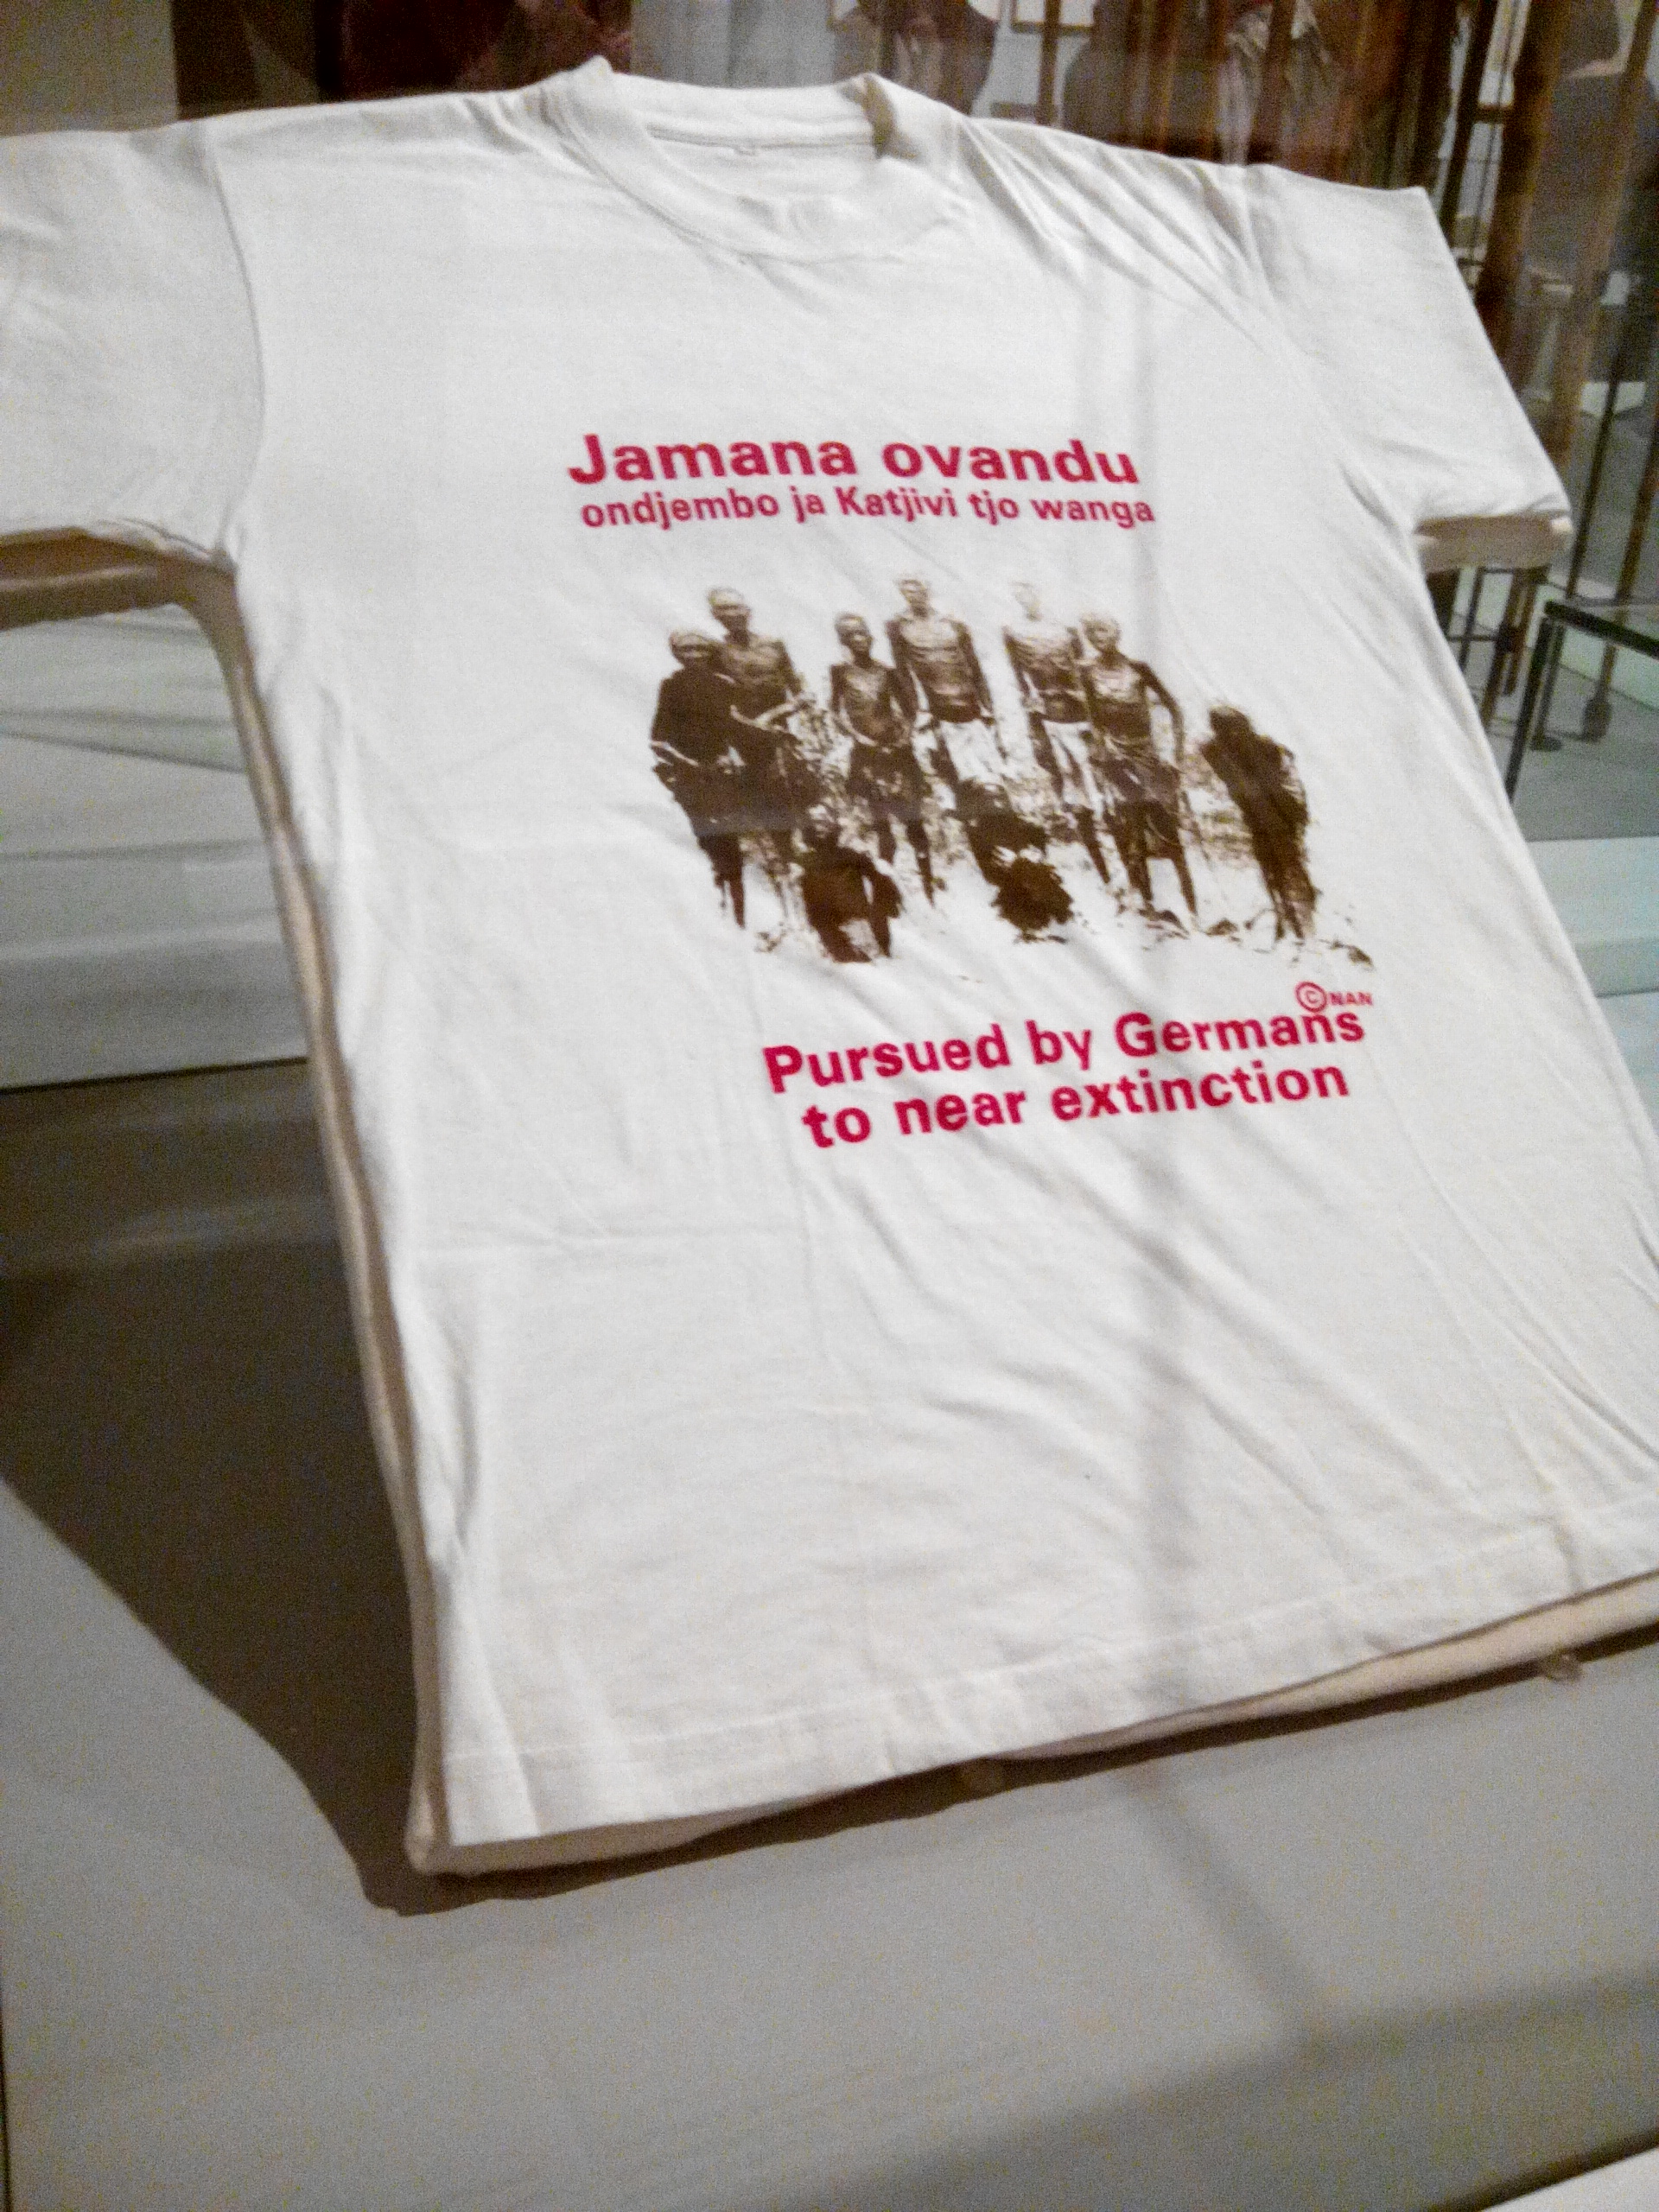 Jamana ovandu
ondjembo ja Katjivi tjo wanga
© NAN
Pursued by Germans
to near extinction